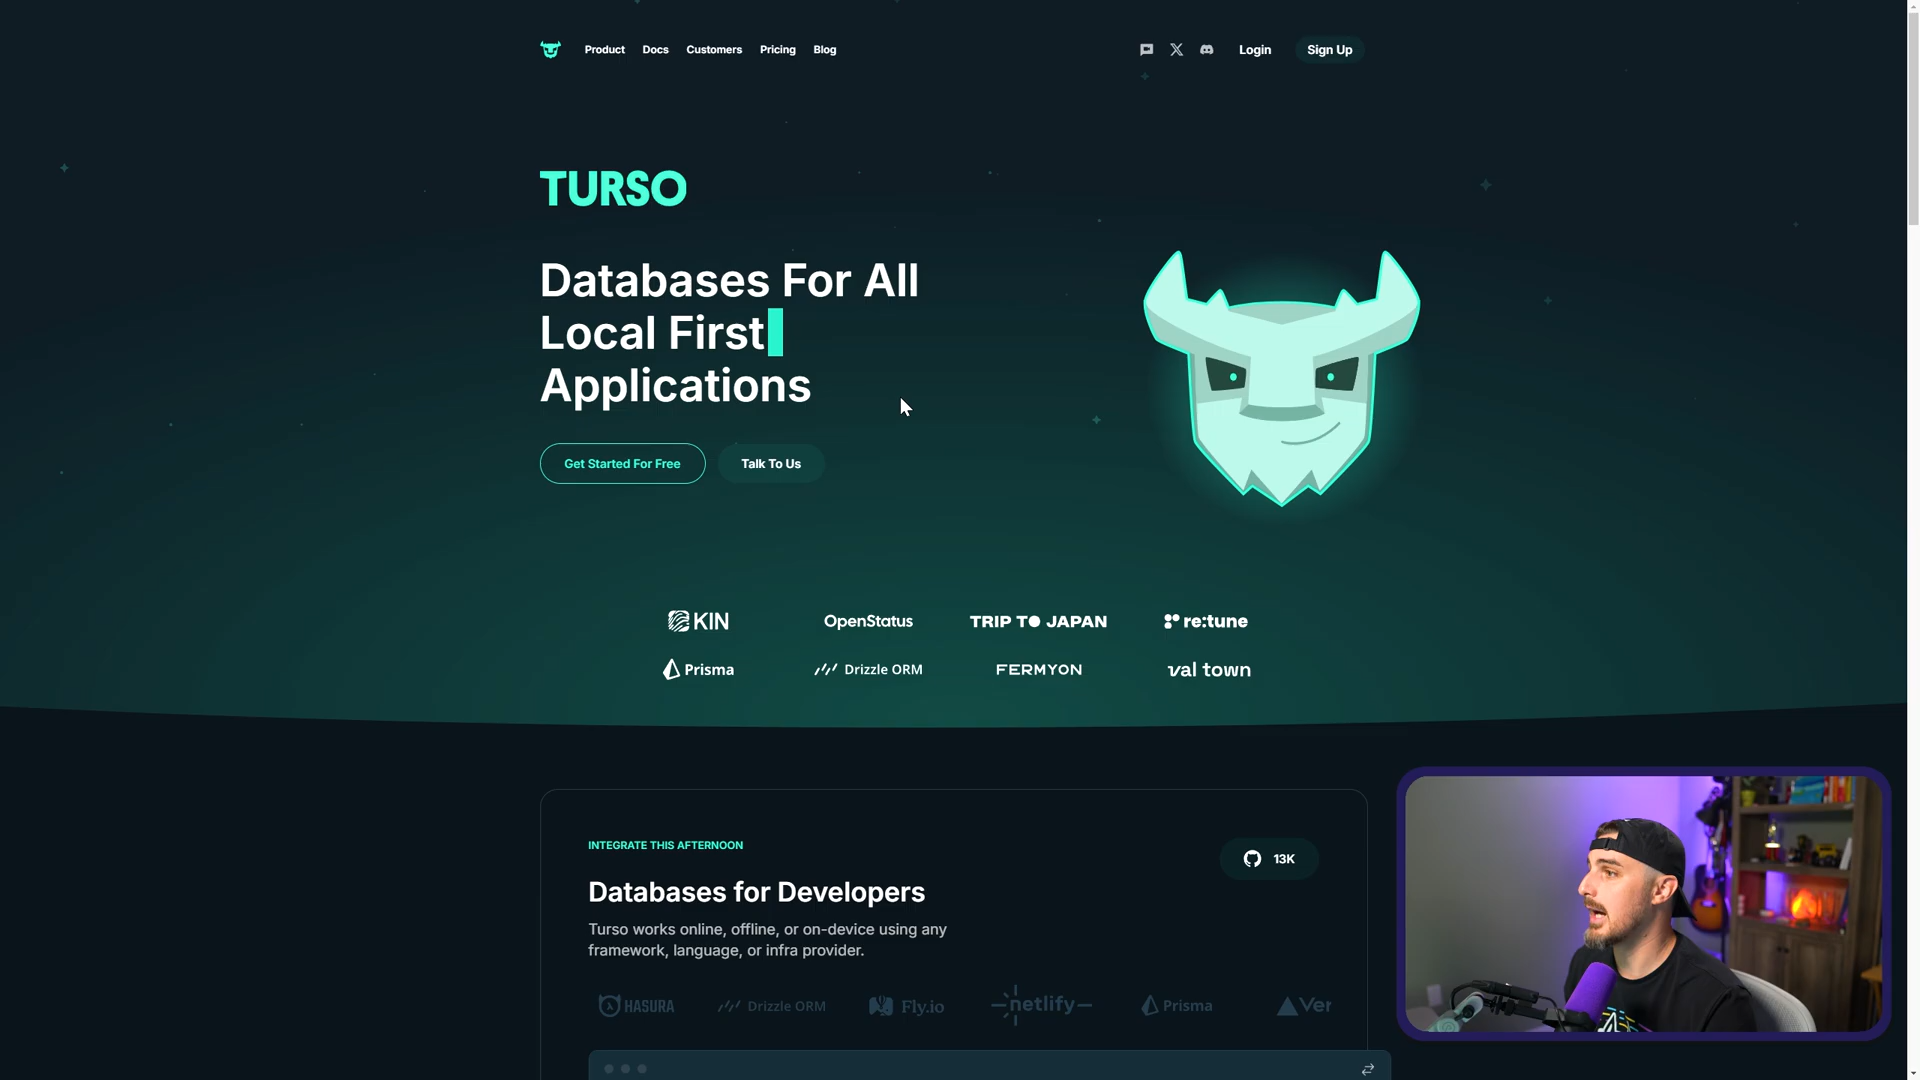 Product Docs Customers Pricing Blog
Login Sign Up
TURSO
Databases For All
Local First
Applications
Get Started For Free Talk To Us
KIN OpenStatus TRIP TO JAPAN re:tune
Prisma Drizzle ORM FERMYON val town
INTEGRATE THIS AFTERNOON
13K
Databases for Developers
Turso works online, offline, or on-device using any
framework, language, or infra provider.
HASURA Drizzle ORM Fly.io netlify Prisma Ver